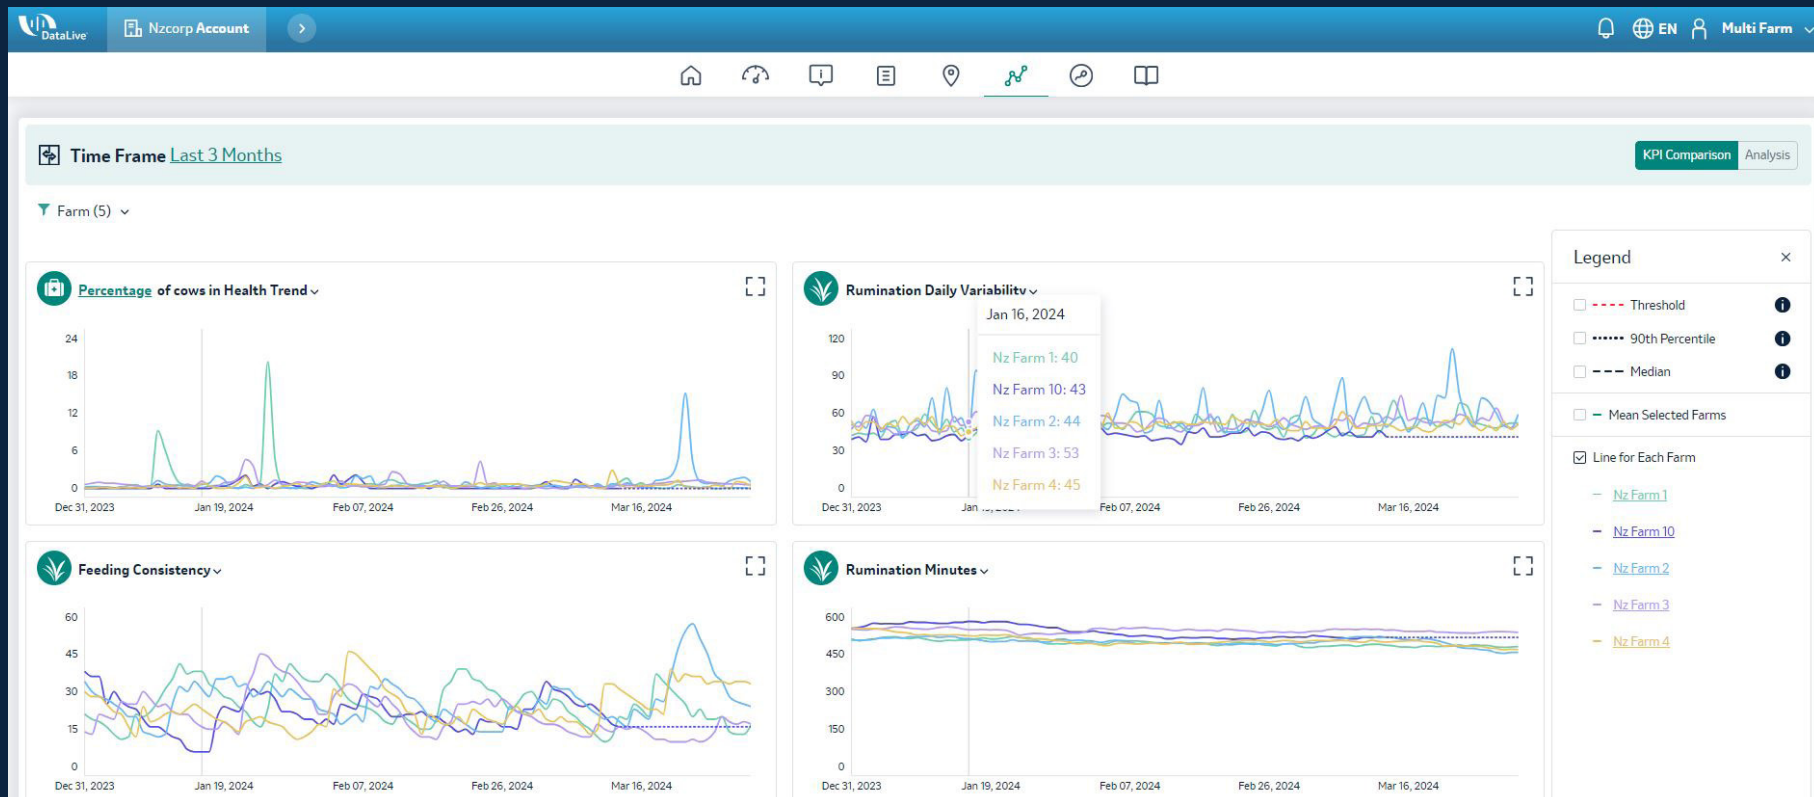 DataLive
Nzcorp Account
EN
Multi Farm
Time Frame Last 3 Months
KPI Comparison
Analysis
Farm (5)
Percentage of cows in Health Trend
24
18
12
6
0
Dec 31, 2023
Jan 19, 2024
Feb 07, 2024
Feb 26, 2024
Mar 16, 2024
Rumination Daily Variability
120
90
60
30
0
Jan 16, 2024
Nz Farm 1: 40
Nz Farm 10: 43
Nz Farm 2: 44
Nz Farm 3: 53
Nz Farm 4: 45
Dec 31, 2023
Feb 07, 2024
Feb 26, 2024
Mar 16, 2024
Feeding Consistency
60
45
30
15
0
Dec 31, 2023
Jan 19, 2024
Feb 07, 2024
Feb 26, 2024
Mar 16, 2024
Rumination Minutes
600
450
300
150
0
Dec 31, 2023
Jan 19, 2024
Feb 07, 2024
Feb 26, 2024
Mar 16, 2024
Legend
Threshold
90th Percentile
Median
Mean Selected Farms
Line for Each Farm
Nz Farm 1
Nz Farm 10
Nz Farm 2
Nz Farm 3
Nz Farm 4